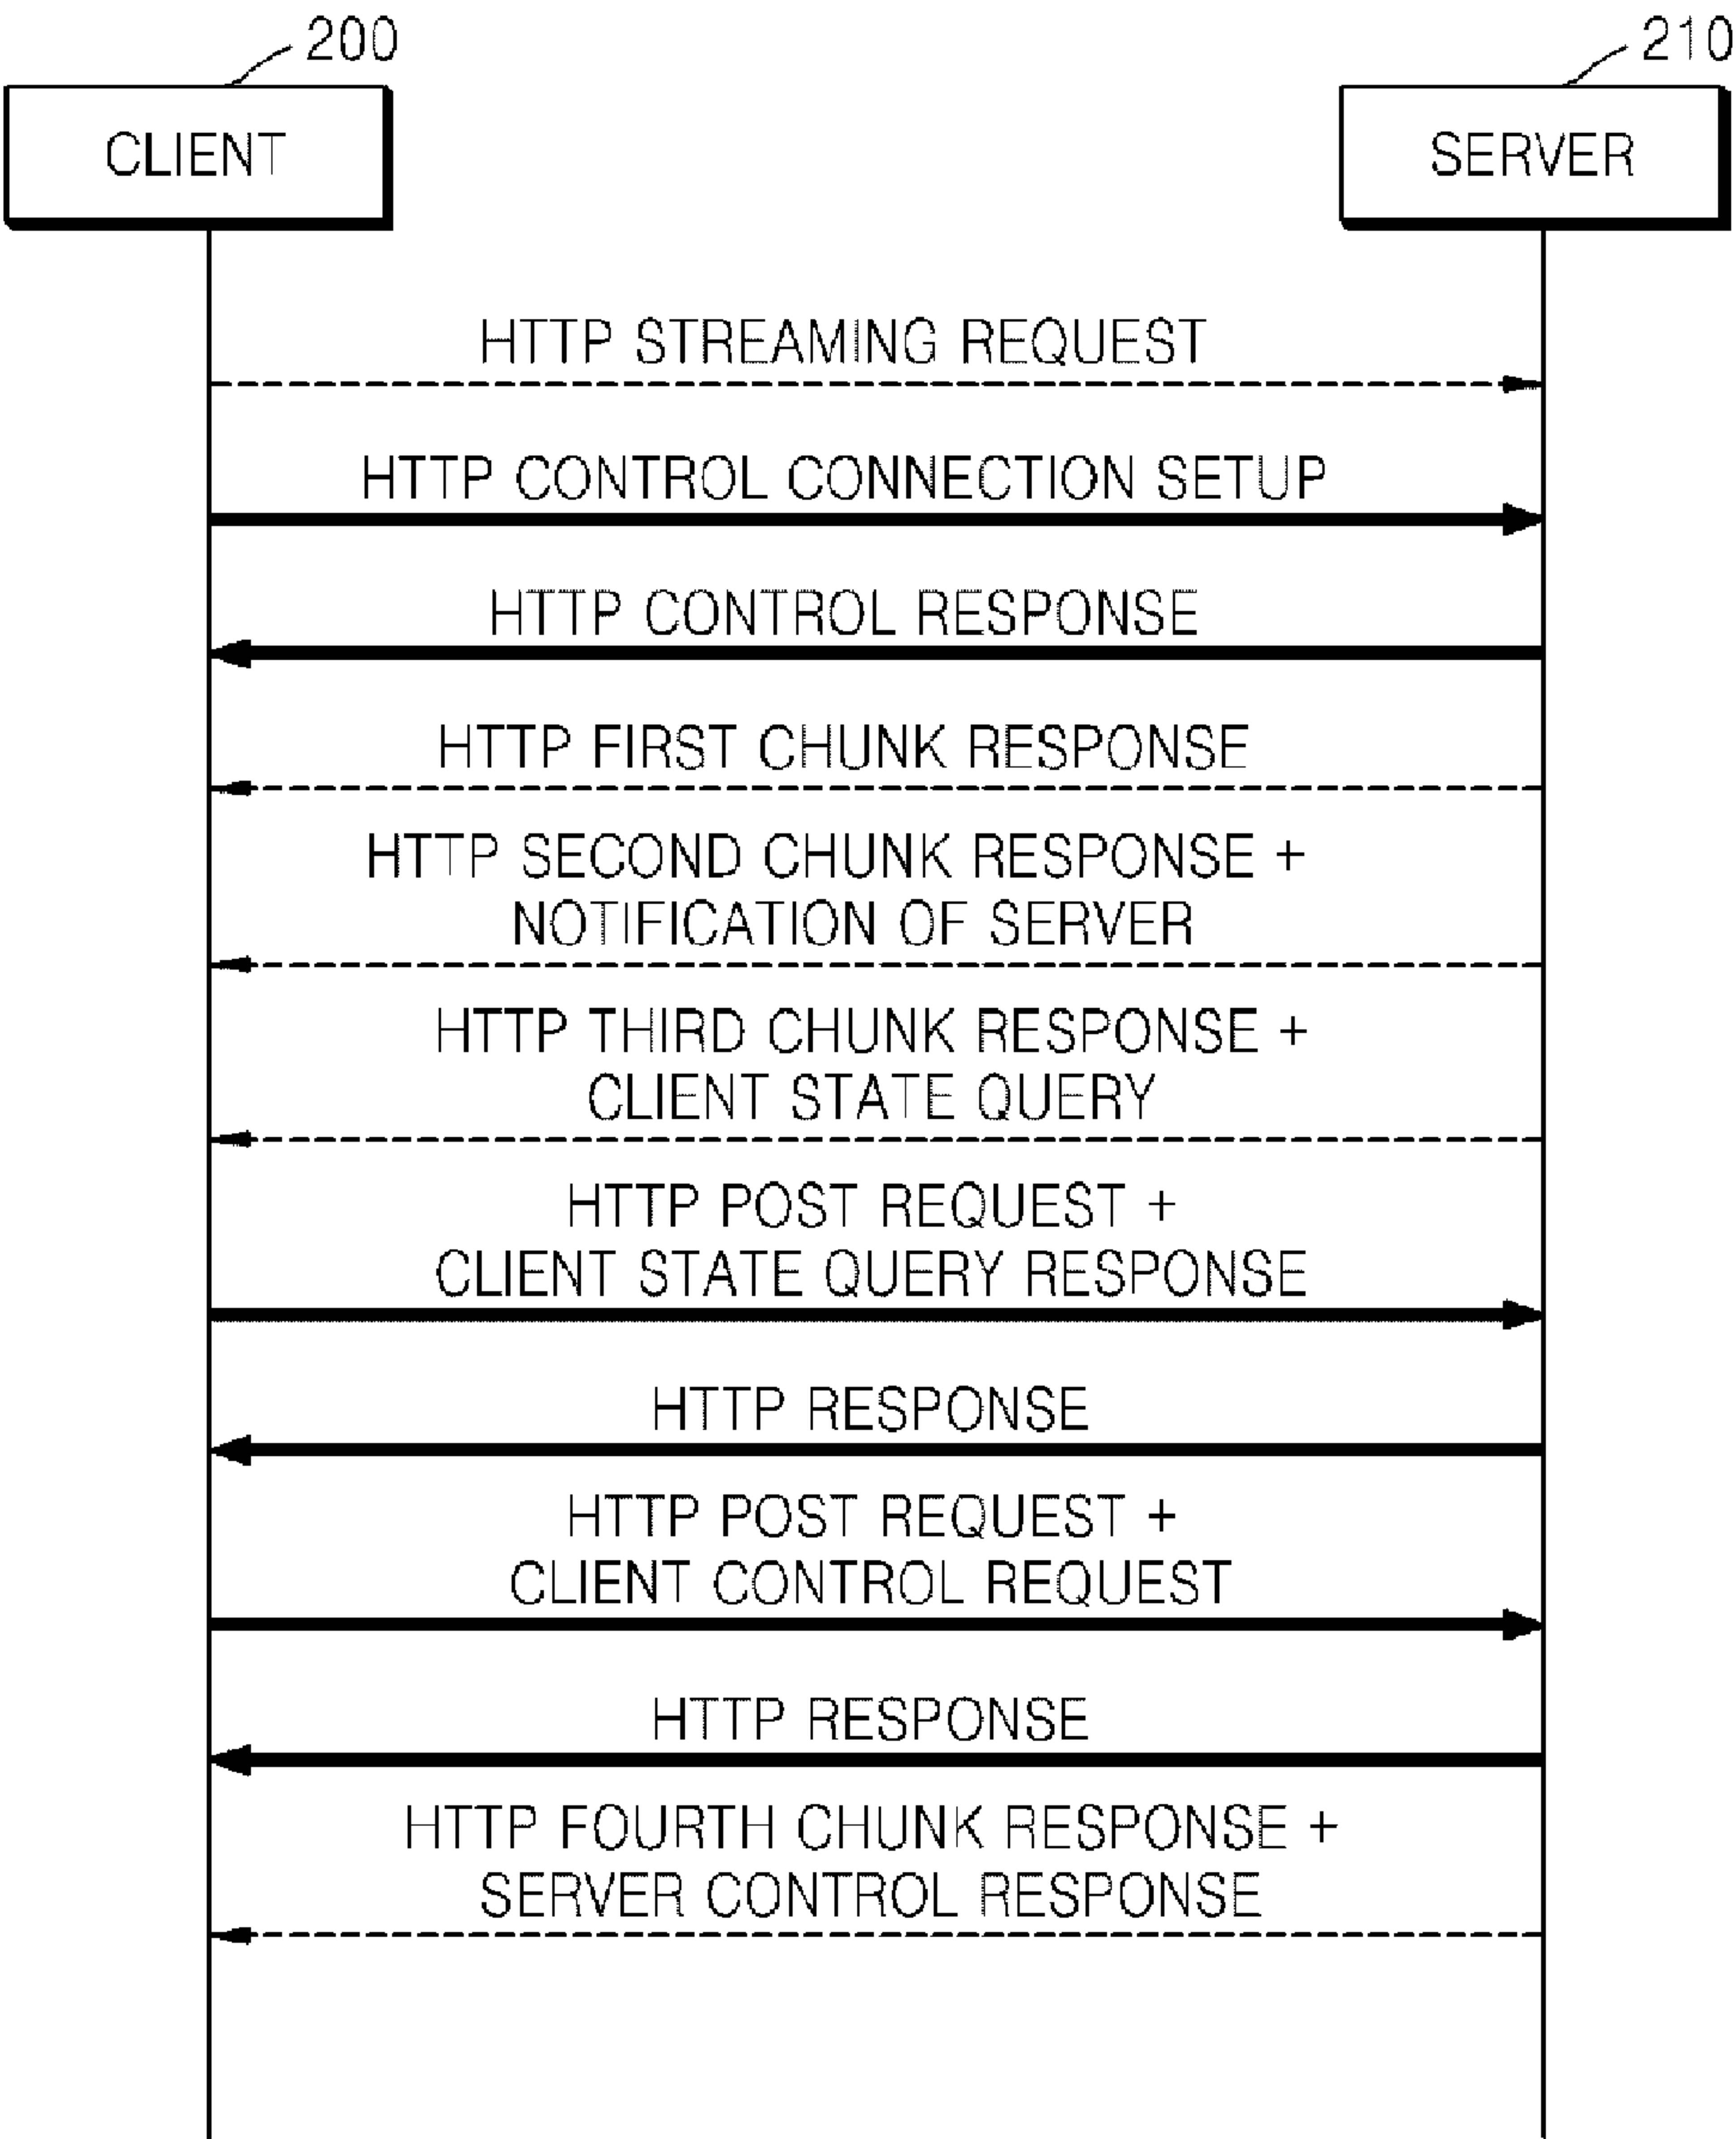 200
210
CLIENT
SERVER
HTTP STREAMING REQUEST
HTTP CONTROL CONNECTION SETUP
HTTP CONTROL RESPONSE
HTTP FIRST CHUNK RESPONSE
HTTP SECOND CHUNK RESPONSE +
NOTIFICATION OF SERVER
HTTP THIRD CHUNK RESPONSE +
CLIENT STATE QUERY
HTTP POST REQUEST +
CLIENT STATE QUERY RESPONSE
HTTP RESPONSE
HTTP POST REQUEST +
CLIENT CONTROL REQUEST
HTTP RESPONSE
HTTP FOURTH CHUNK RESPONSE +
SERVER CONTROL RESPONSE